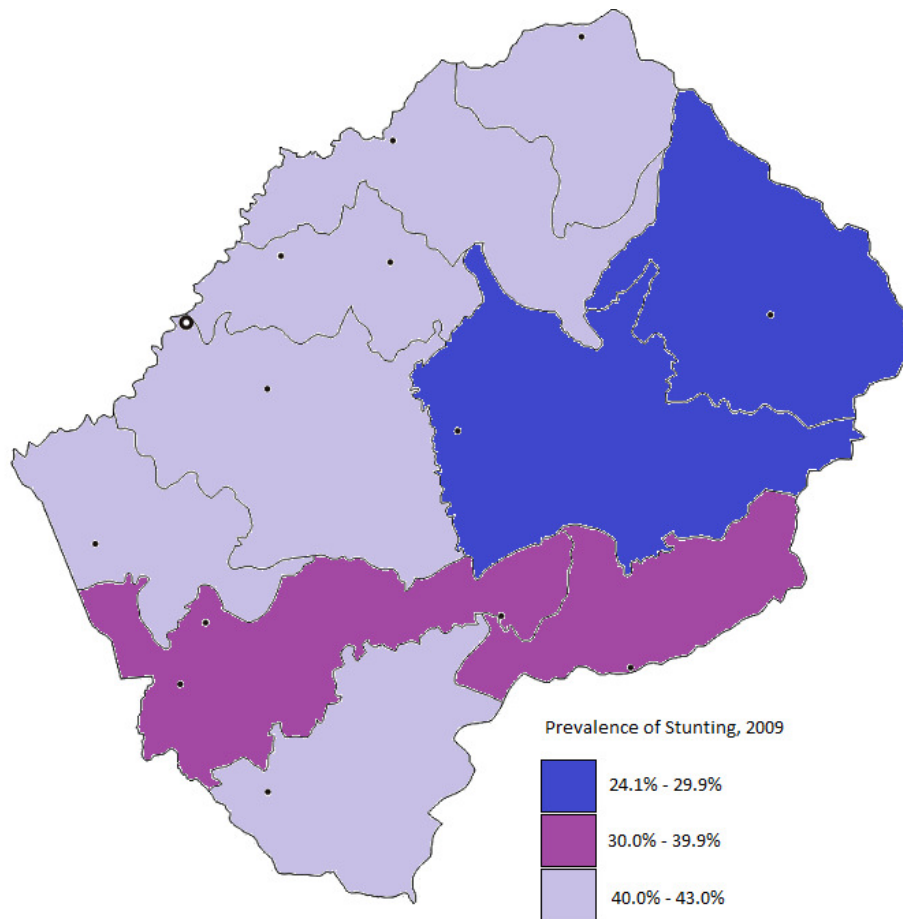 Prevalence of Stunting, 2009
24.1% - 29.9%
30.0% - 39.9%
40.0% - 43.0%